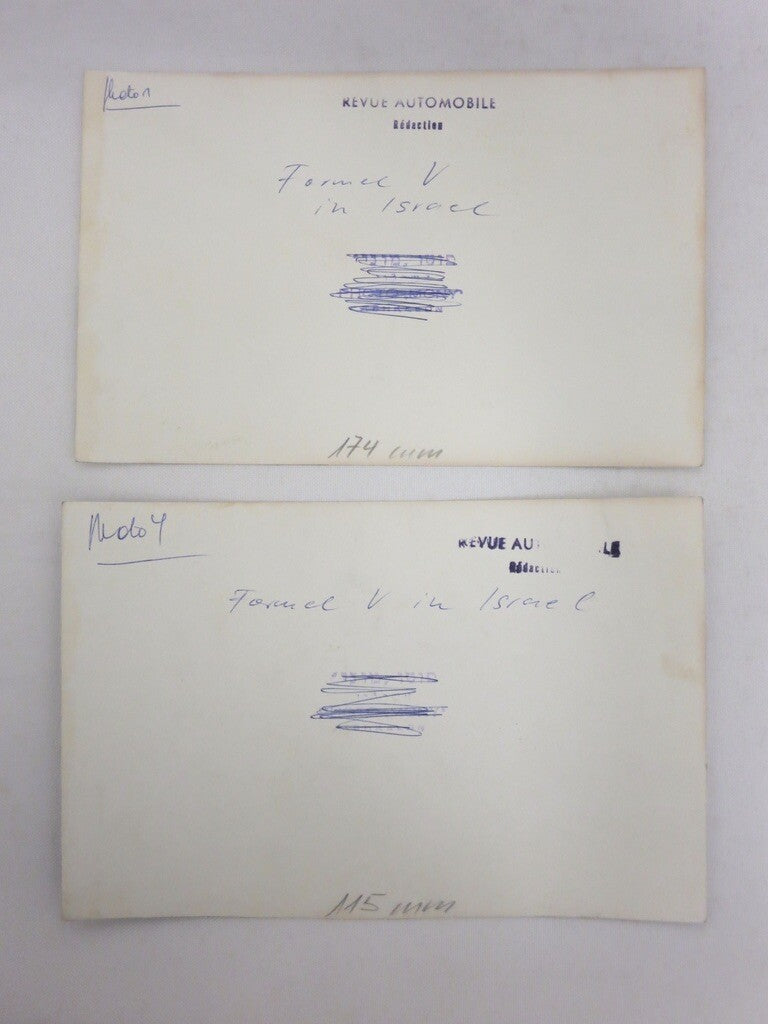 Photo 1
REVUE AUTOMOBILE
Rédaction
Formel V
in Israel
174 mm
Photo 4
REVUE AU LE
Rédaction
Formel V in Israel
115 mm